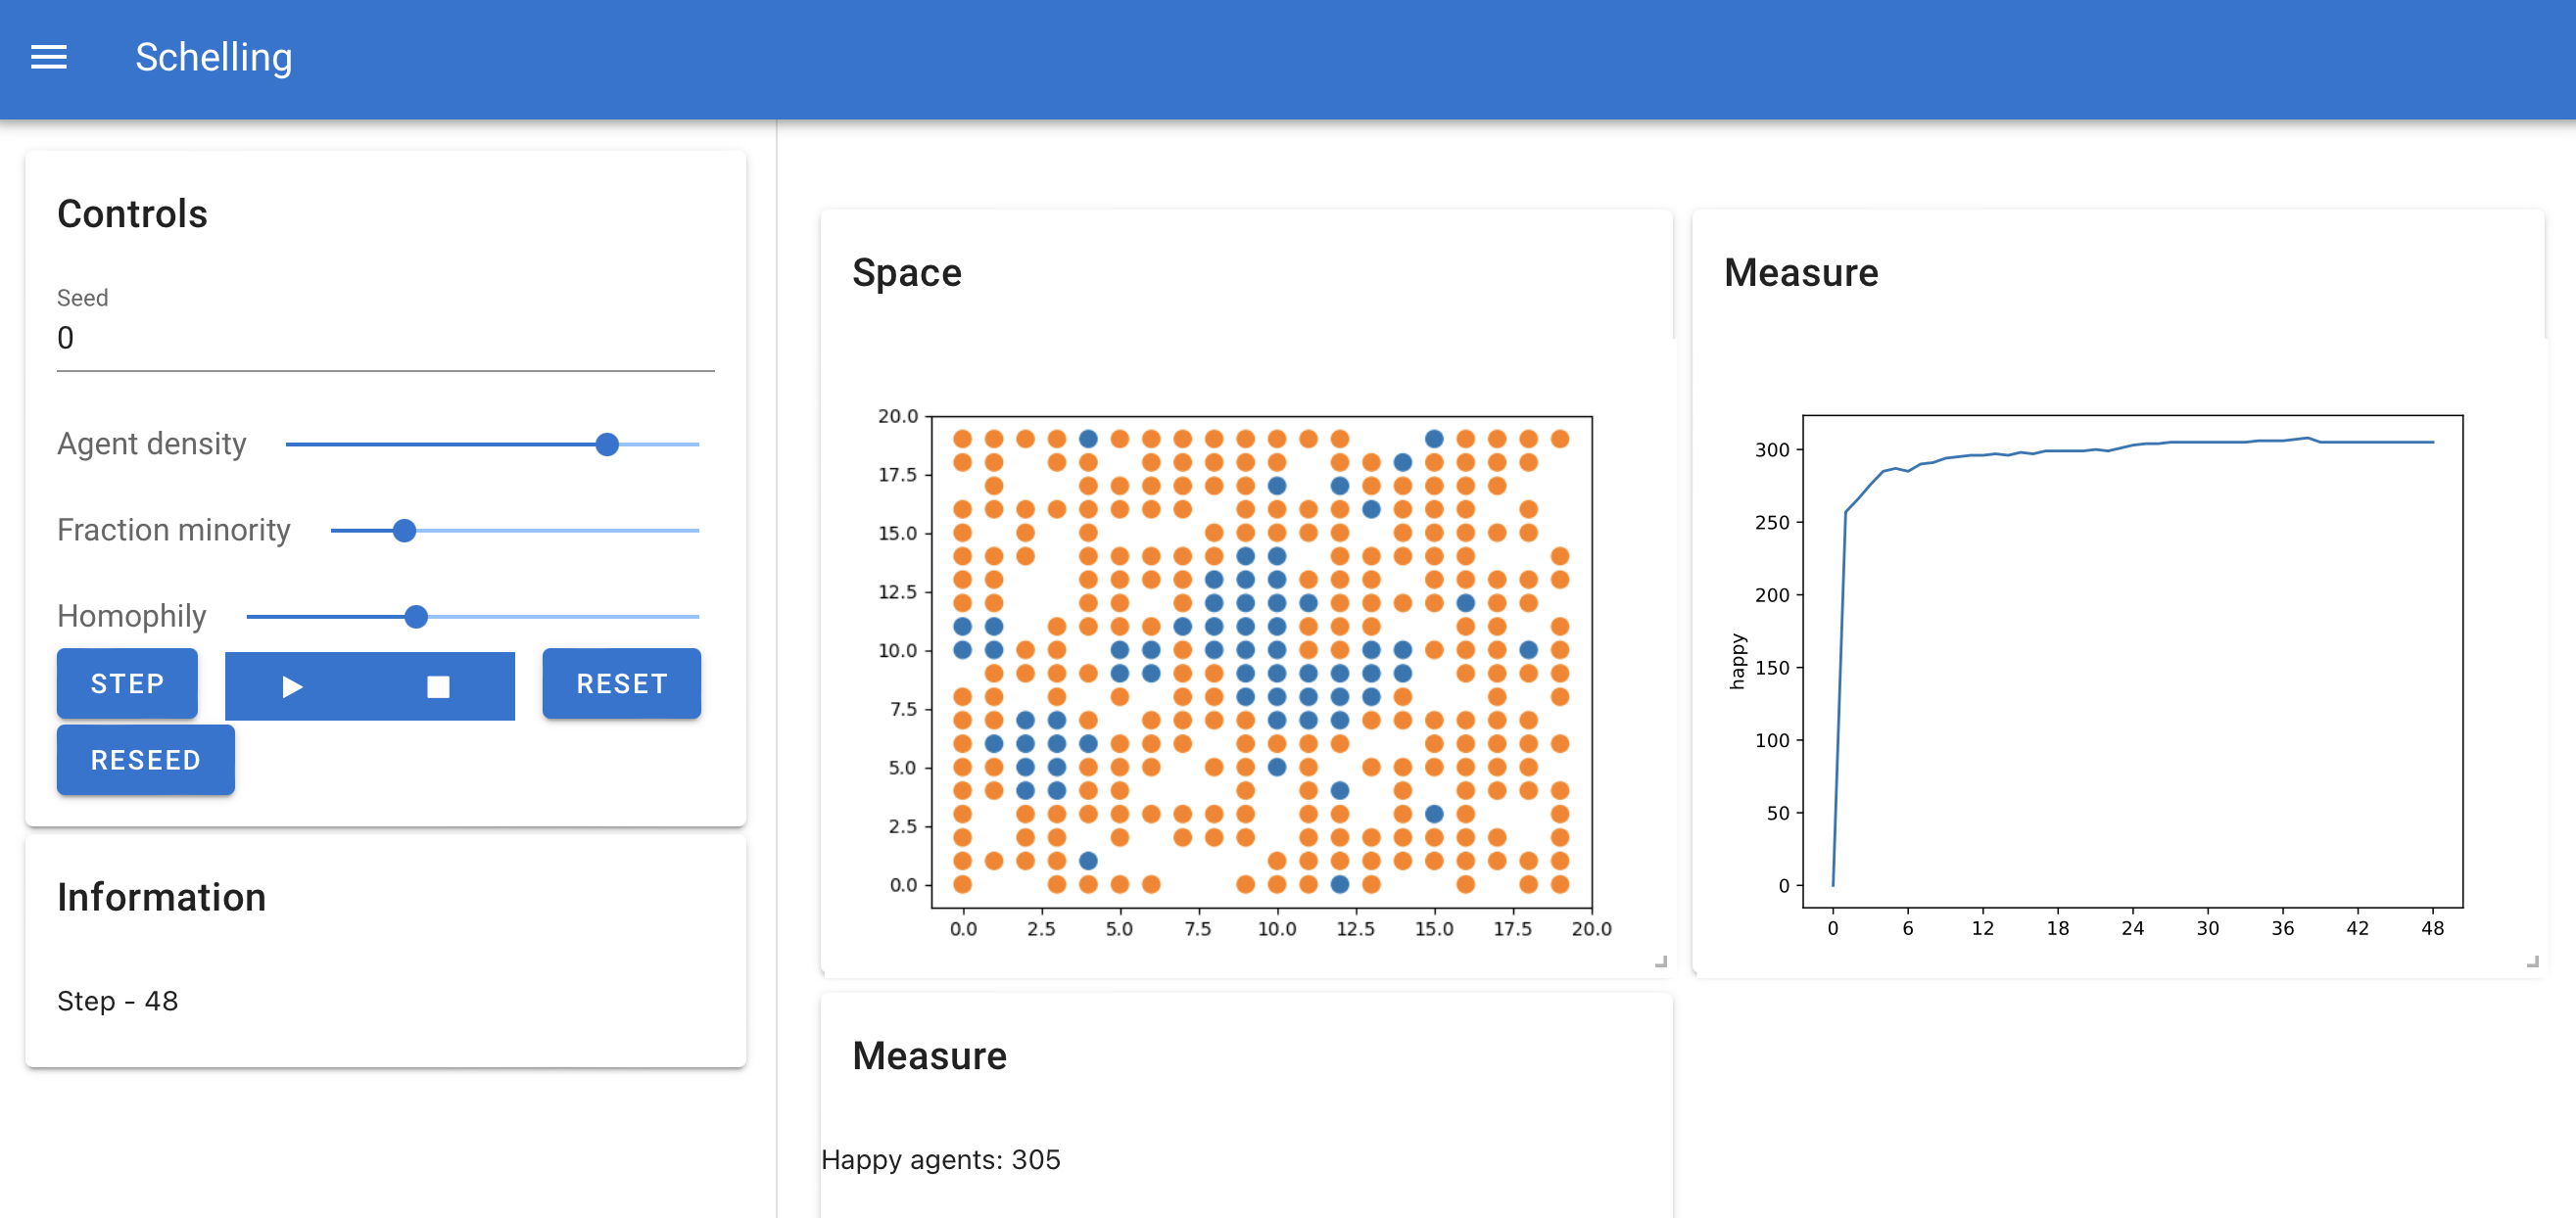 Schelling
Controls
Seed
0
Agent density
Fraction minority
Homophily
STEP
RESET
RESEED
Information
Step - 48
Space
20.0
17.5
15.0
12.5
10.0
7.5
5.0
2.5
0.0
0.0 2.5 5.0 7.5 10.0 12.5 15.0 17.5 20.0
Measure
happy
300
250
200
150
100
50
0
0 6 12 18 24 30 36 42 48
Measure
Happy agents: 305